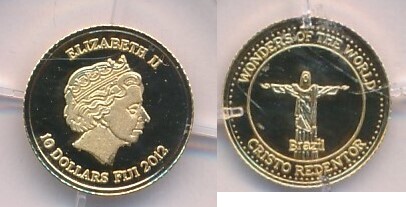 ELIZABETH II
10 DOLLARS FIJI 2012
WONDERS OF THE WORLD
Brazil
CRISTO REDENTOR